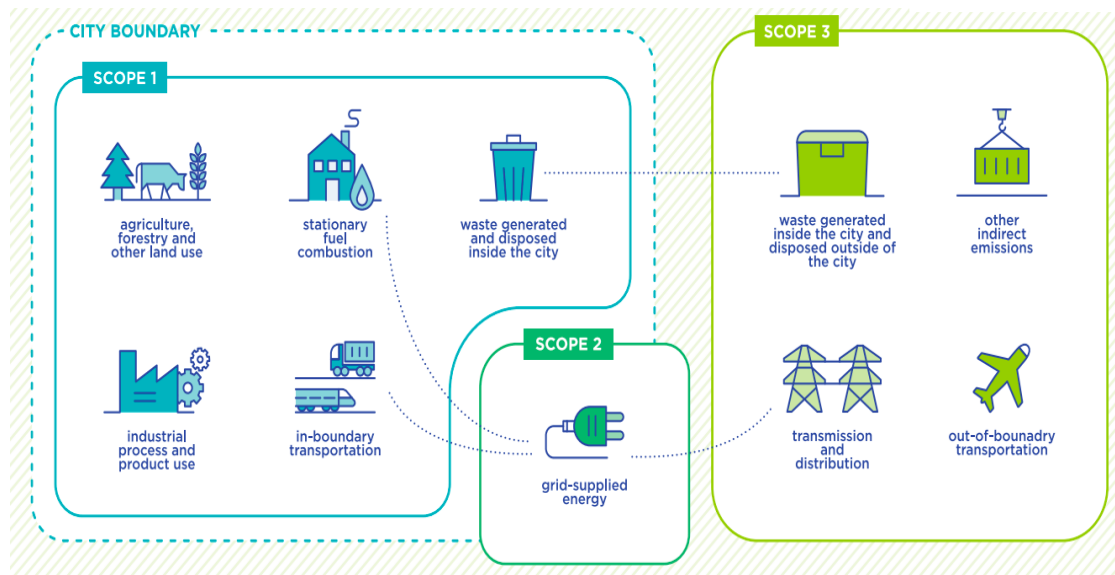 CITY BOUNDARY
SCOPE 1
agriculture,
forestry and
other land use
stationary
fuel
combustion
waste generated
and disposed
inside the city
industrial
process and
product use
in-boundary
transportation
SCOPE 2
grid-supplied
energy
SCOPE 3
waste generated
inside the city and
disposed outside of
the city
other
indirect
emissions
transmission
and
distribution
out-of-bounadry
transportation